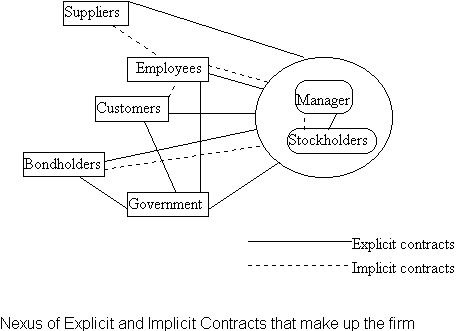 Suppliers
Employees
Manager
Customers
Stockholders
Bondholders
Government
Explicit contracts
Implicit contracts
Nexus of Explicit and Implicit Contracts that make up the firm